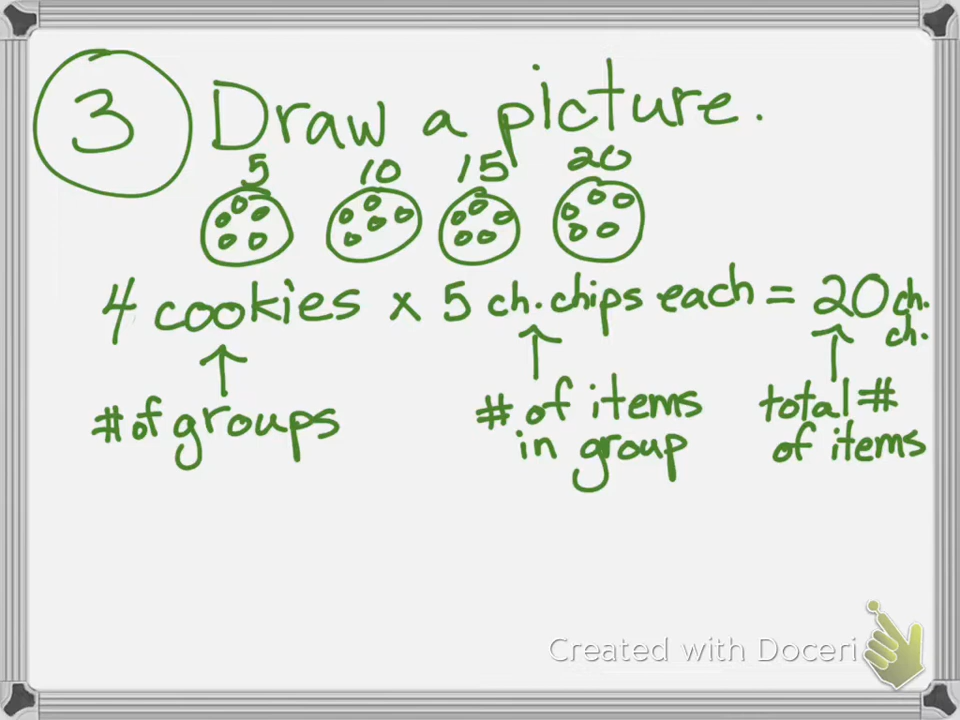 3 Draw a picture.
5 10 15 20
4 cookies x 5 ch. chips each = 20 ch.
ch.
# of groups
# of items
in group
total #
of items
Created with Doceri